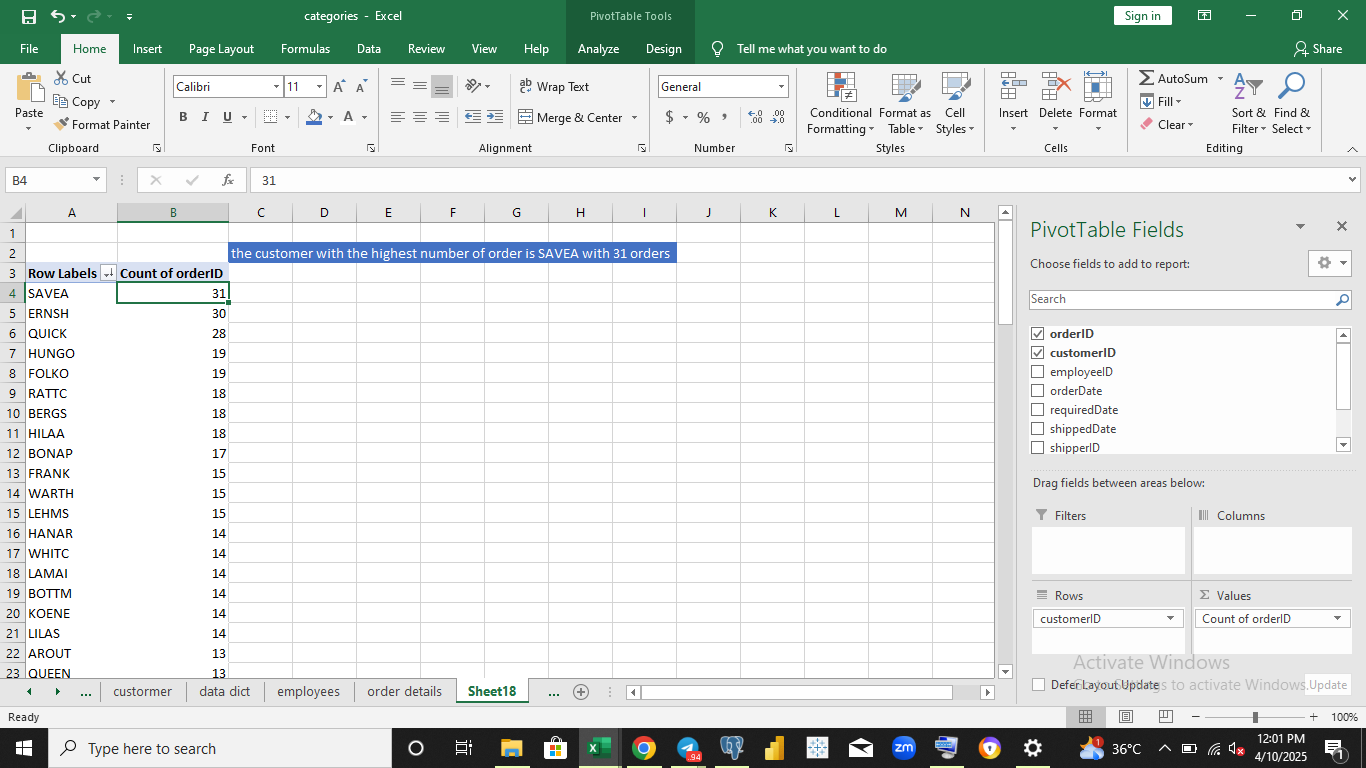 categories - Excel
PivotTable Tools
Sign in
File Home Insert Page Layout Formulas Data Review View Help Analyze Design Tell me what you want to do Share
Paste
Cut
Copy
Format Painter
Clipboard
Calibri 11
B I U
Font
Wrap Text
Merge & Center
Alignment
General
$ % ,
Number
Conditional Formatting
Format as Table
Cell Styles
Styles
Insert Delete Format
Cells
AutoSum
Fill
Clear
Sort & Filter
Find & Select
Editing
B4 fx 31
A B C D E F G H I J K L M N
1
2 the customer with the highest number of order is SAVEA with 31 orders
3 Row Labels Count of orderID
4 SAVEA 31
5 ERNSH 30
6 QUICK 28
7 HUNGO 19
8 FOLKO 19
9 RATTC 18
10 BERGS 18
11 HILAA 18
12 BONAP 17
13 FRANK 15
14 WARTH 15
15 LEHMS 15
16 HANAR 14
17 WHITC 14
18 LAMAI 14
19 BOTTM 14
20 KOENE 14
21 LILAS 14
22 AROUT 13
23 QUEEN 13
PivotTable Fields
Choose fields to add to report:
Search
orderID
customerID
employeeID
orderDate
requiredDate
shippedDate
shipperID
Drag fields between areas below:
Filters
Columns
Rows
Values
customerID
Count of orderID
Activate Windows
Go to Settings to activate Windows.
Defer Layout Update
Update
... custormer data dict employees order details Sheet18 ...
Ready
100%
Type here to search
.94
zm
1
36°C
12:01 PM
4/10/2025
1